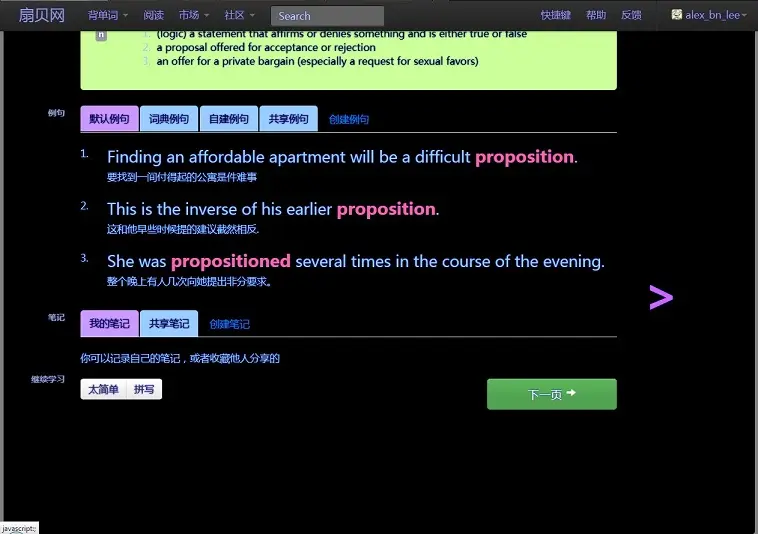 扇贝网 背单词 阅读 市场 社区 Search 快捷键 帮助 反馈 alex_bn_lee
n 1. (logic) a statement that affirms or denies something and is either true or false
2. a proposal offered for acceptance or rejection
3. an offer for a private bargain (especially a request for sexual favors)
例句 默认例句 词典例句 自建例句 共享例句 创建例句
1. Finding an affordable apartment will be a difficult proposition.
要找到一间付得起的公寓是件难事
2. This is the inverse of his earlier proposition.
这和他早些时候提的建议截然相反.
3. She was propositioned several times in the course of the evening.
整个晚上有人几次向她提出非分要求。
>
笔记 我的笔记 共享笔记 创建笔记
你可以记录自己的笔记，或者收藏他人分享的
继续学习 太简单 拼写 下一页
javascript:;